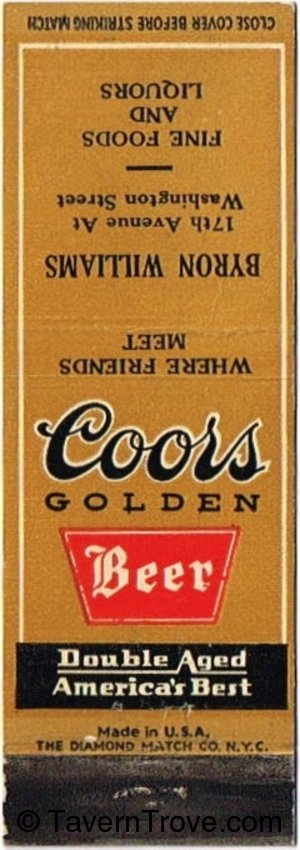 CLOSE COVER BEFORE STRIKING MATCH
WHERE FRIENDS
MEET
BYRON WILLIAMS
17th Avenue At
Washington Street
FINE FOODS
AND
LIQUORS
Coors
GOLDEN
Beer
Double Aged
America's Best
Made in U.S.A.
THE DIAMOND MATCH CO. N.Y.C.
© TavernTrove.com